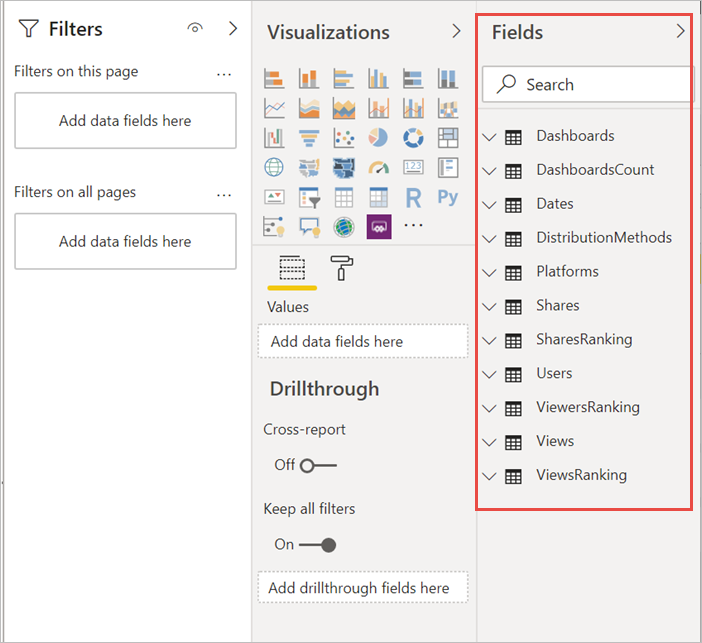 Filters
Filters on this page
...
Add data fields here
Filters on all pages
...
Add data fields here
Visualizations
123
R
Py
...
Values
Add data fields here
Drillthrough
Cross-report
Off
Keep all filters
On
Add drillthrough fields here
Fields
Search
Dashboards
DashboardsCount
Dates
DistributionMethods
Platforms
Shares
SharesRanking
Users
ViewersRanking
Views
ViewsRanking